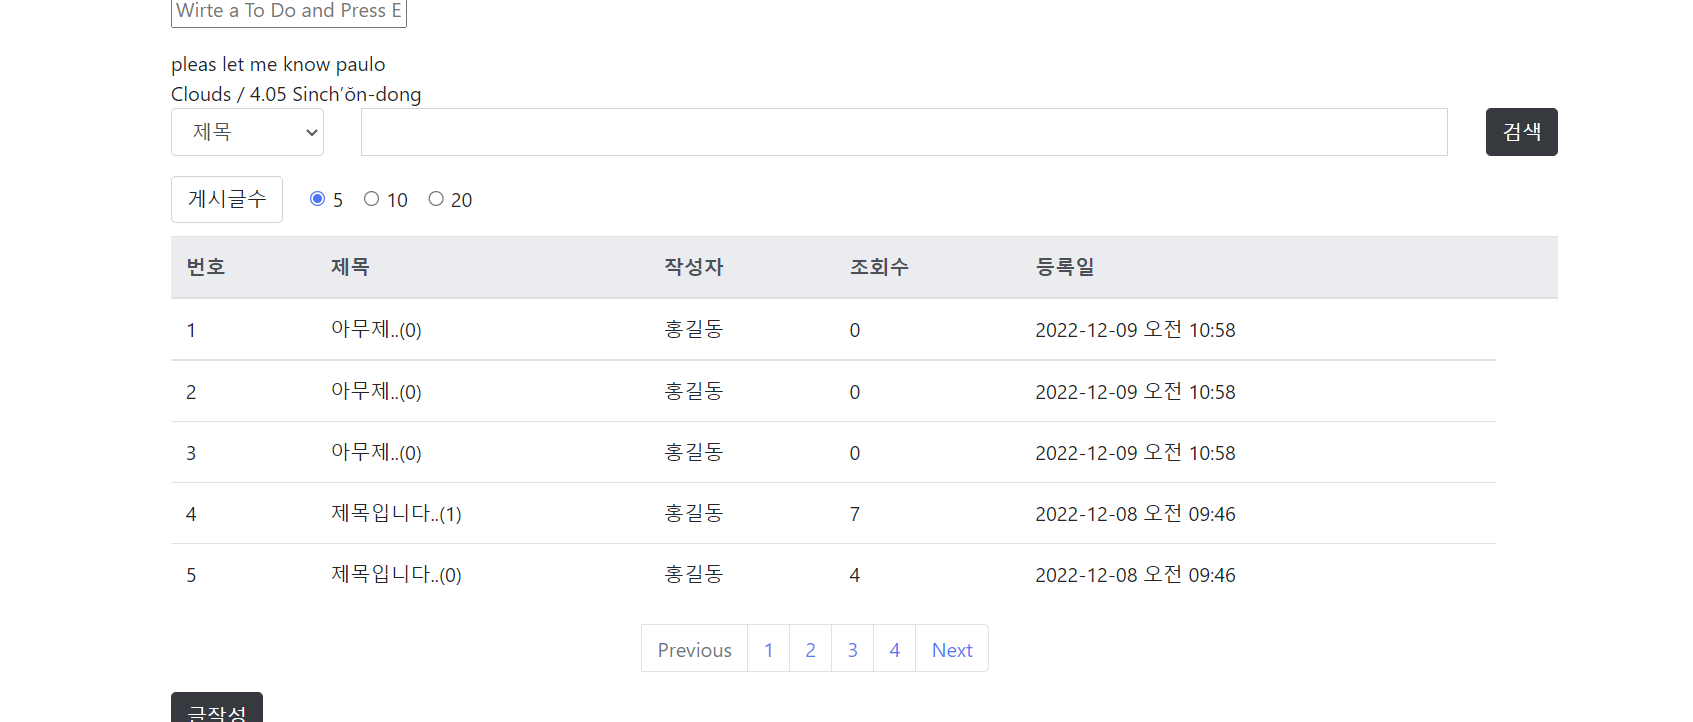 Wirte a To Do and Press E
pleas let me know paulo
Clouds / 4.05 Sinch’ŏn-dong
제목 검색
게시글수 5 10 20
번호 제목 작성자 조회수 등록일
1 아무제..(0) 홍길동 0 2022-12-09 오전 10:58
2 아무제..(0) 홍길동 0 2022-12-09 오전 10:58
3 아무제..(0) 홍길동 0 2022-12-09 오전 10:58
4 제목입니다..(1) 홍길동 7 2022-12-08 오전 09:46
5 제목입니다..(0) 홍길동 4 2022-12-08 오전 09:46
Previous 1 2 3 4 Next
글작성